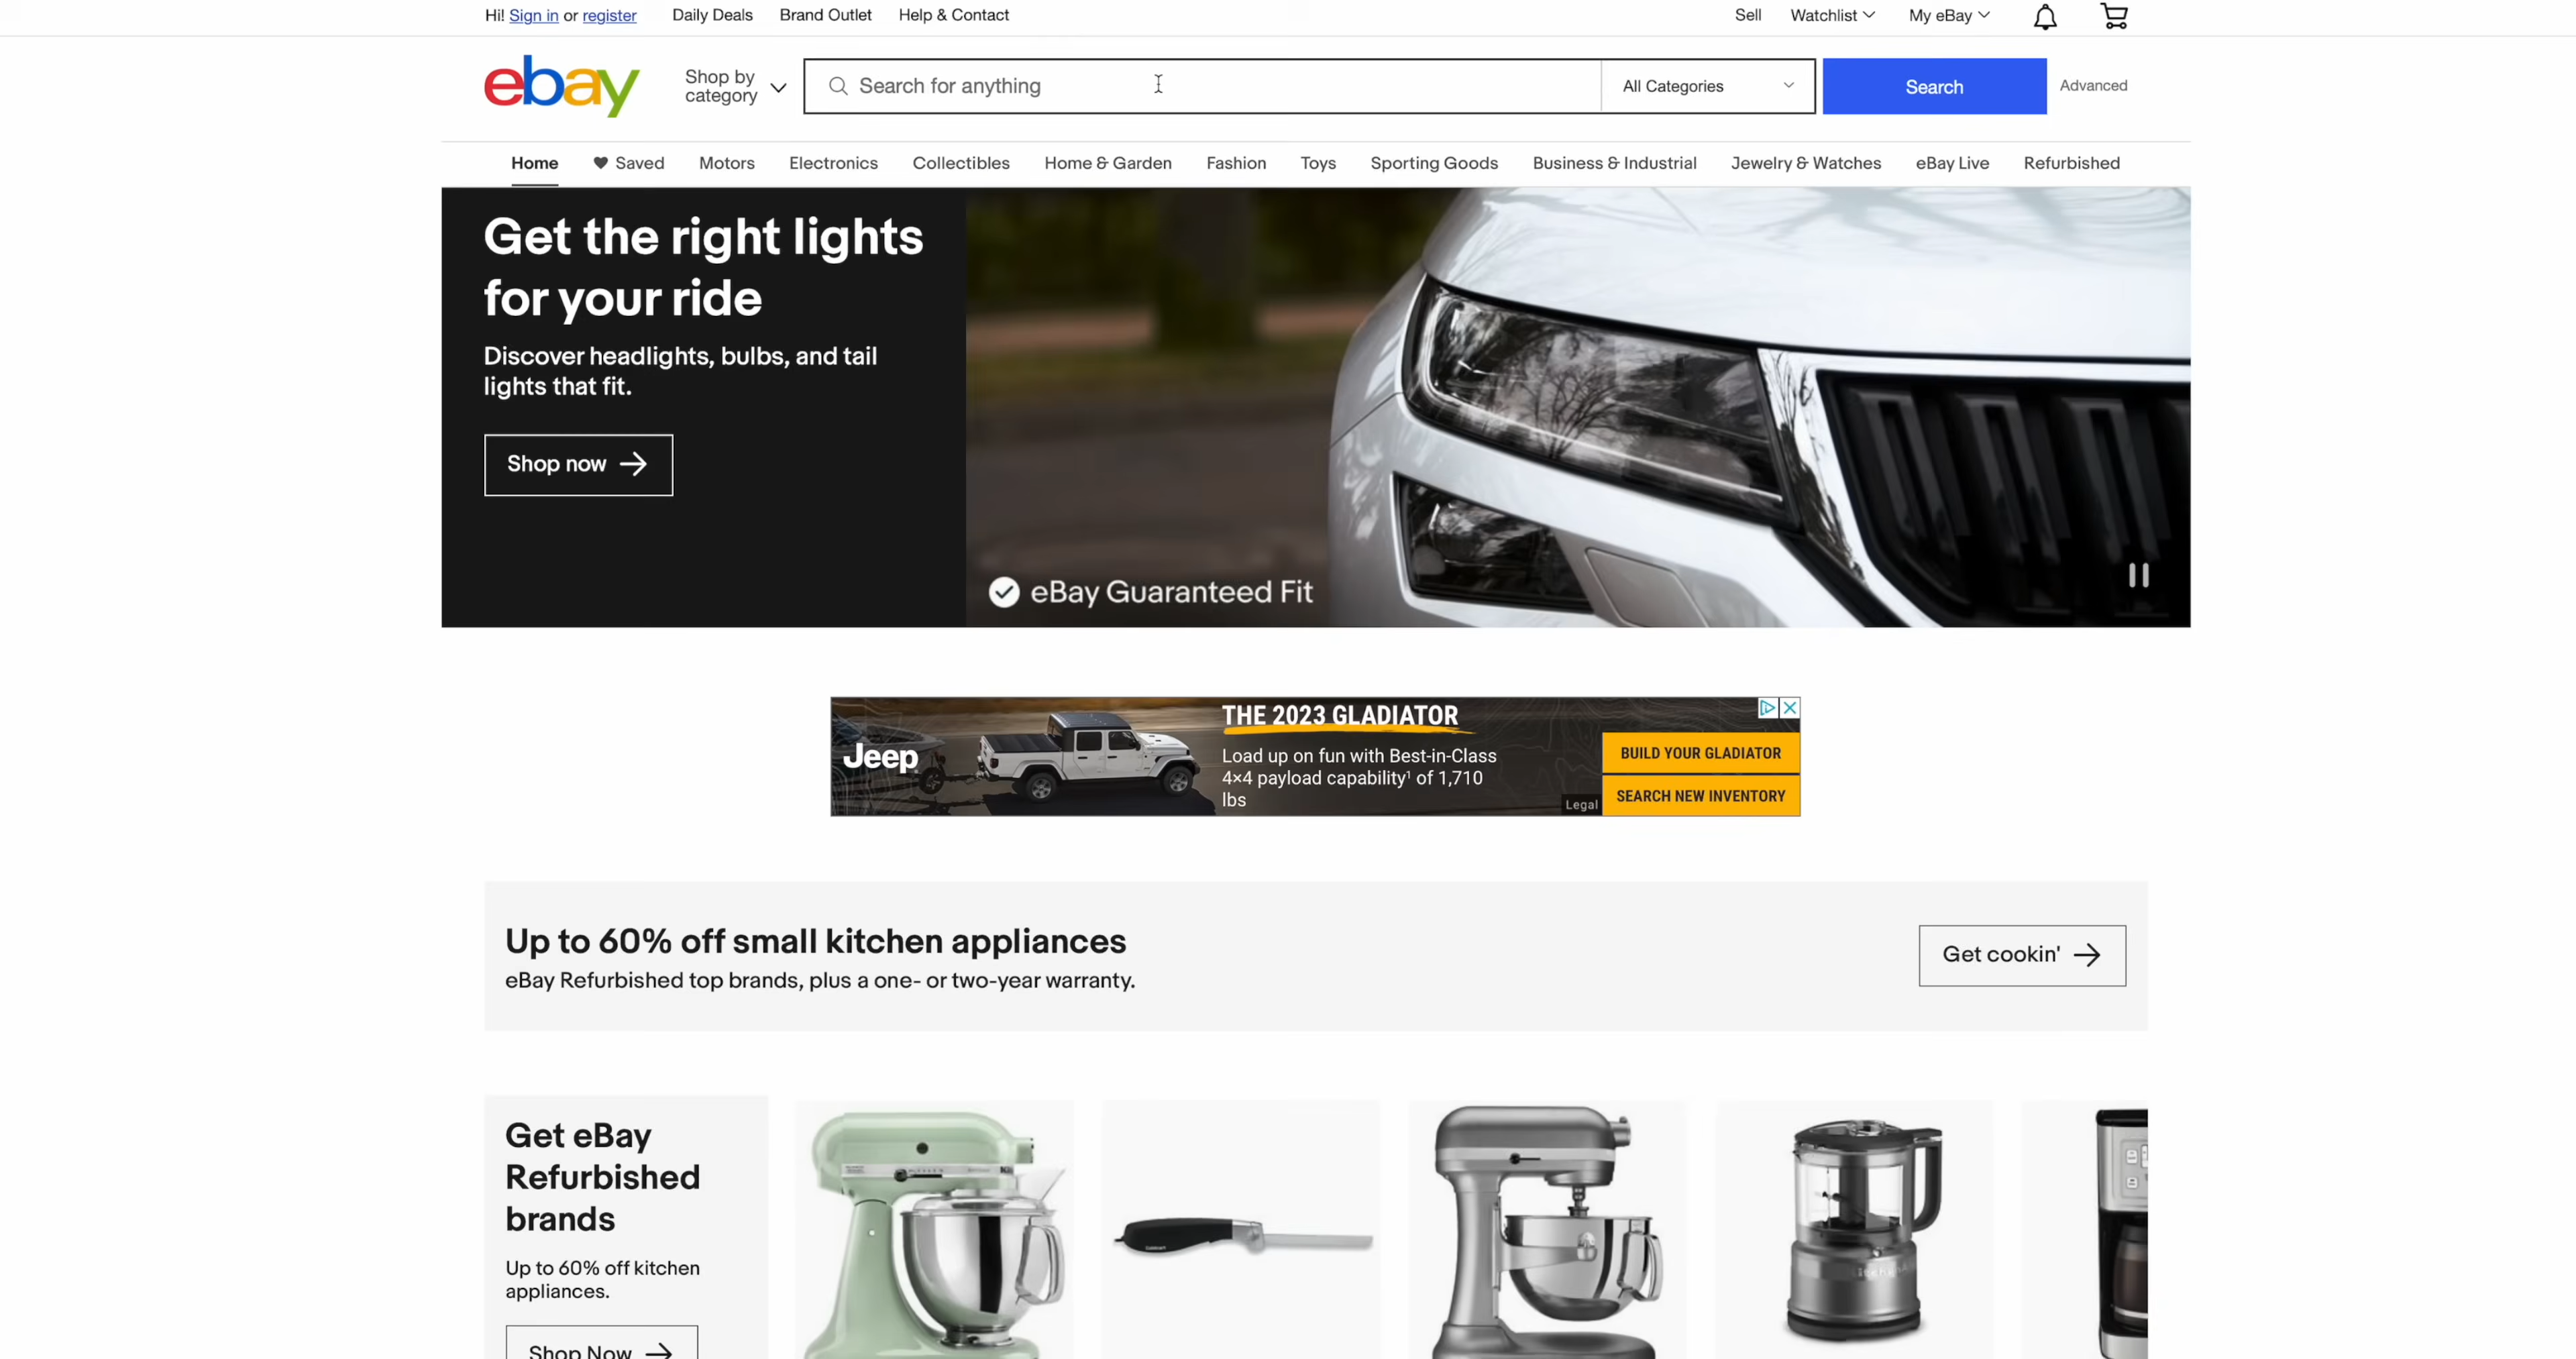 Hi! Sign in or register
Daily Deals
Brand Outlet
Help & Contact
Sell
Watchlist
My eBay
ebay
Shop by
category
Search for anything
All Categories
Search
Advanced
Home
Saved
Motors
Electronics
Collectibles
Home & Garden
Fashion
Toys
Sporting Goods
Business & Industrial
Jewelry & Watches
eBay Live
Refurbished
Get the right lights
for your ride
Discover headlights, bulbs, and tail
lights that fit.
Shop now
eBay Guaranteed Fit
Jeep
THE 2023 GLADIATOR
Load up on fun with Best-in-Class
4×4 payload capability¹ of 1,710
lbs
Legal
BUILD YOUR GLADIATOR
SEARCH NEW INVENTORY
Up to 60% off small kitchen appliances
eBay Refurbished top brands, plus a one- or two-year warranty.
Get cookin'
Get eBay
Refurbished
brands
Up to 60% off kitchen
appliances.
Shop Now